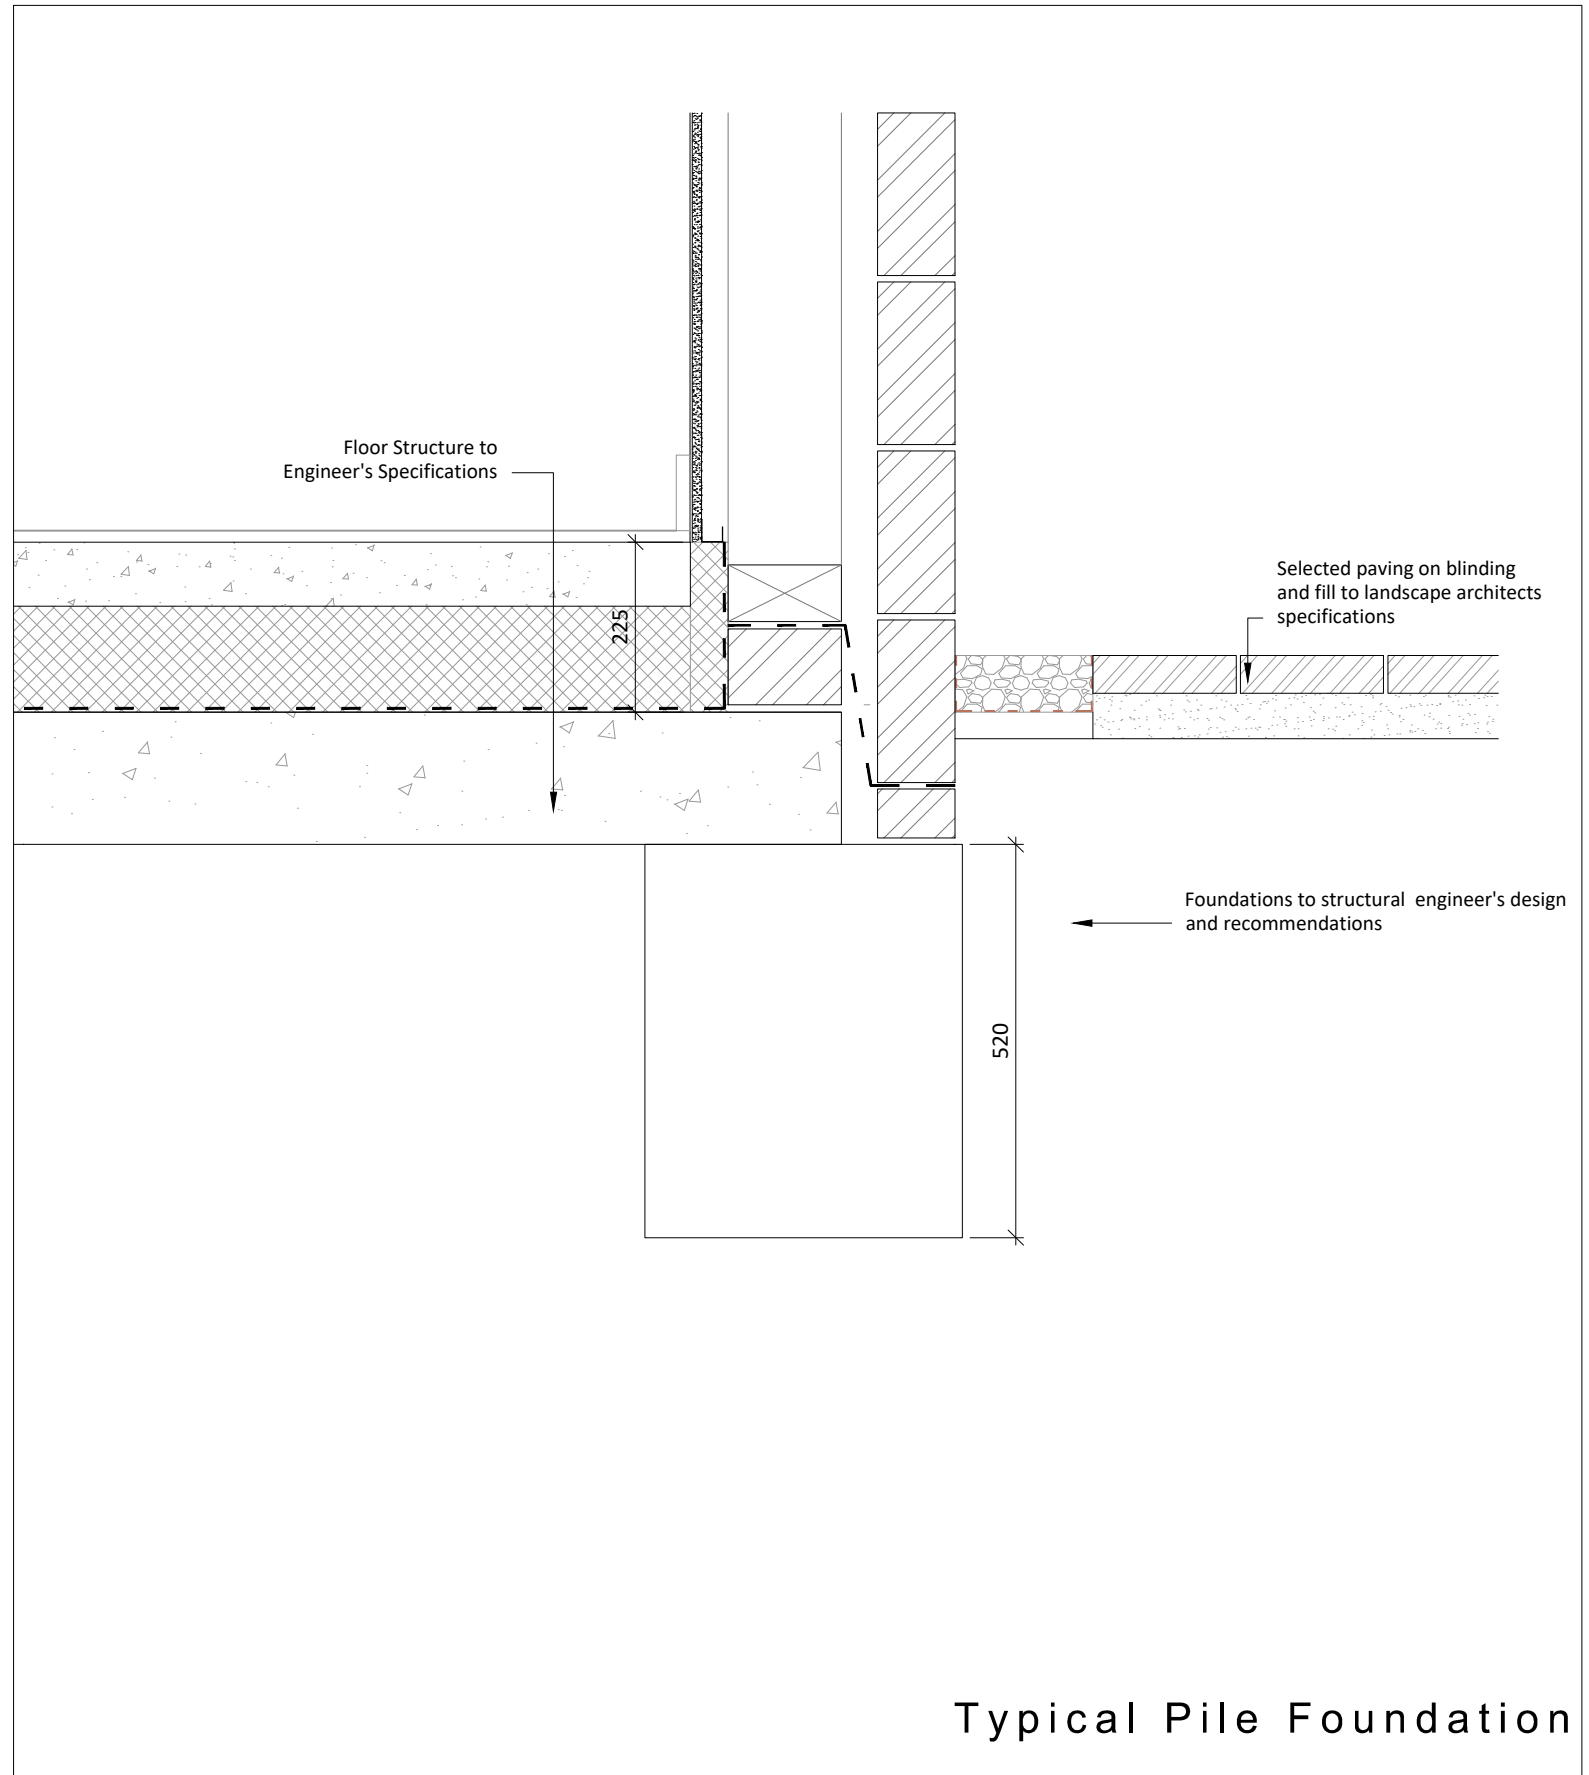 Floor Structure to
Engineer's Specifications
225
Selected paving on blinding
and fill to landscape architects
specifications
Foundations to structural  engineer's design
and recommendations
520
Typical Pile Foundation